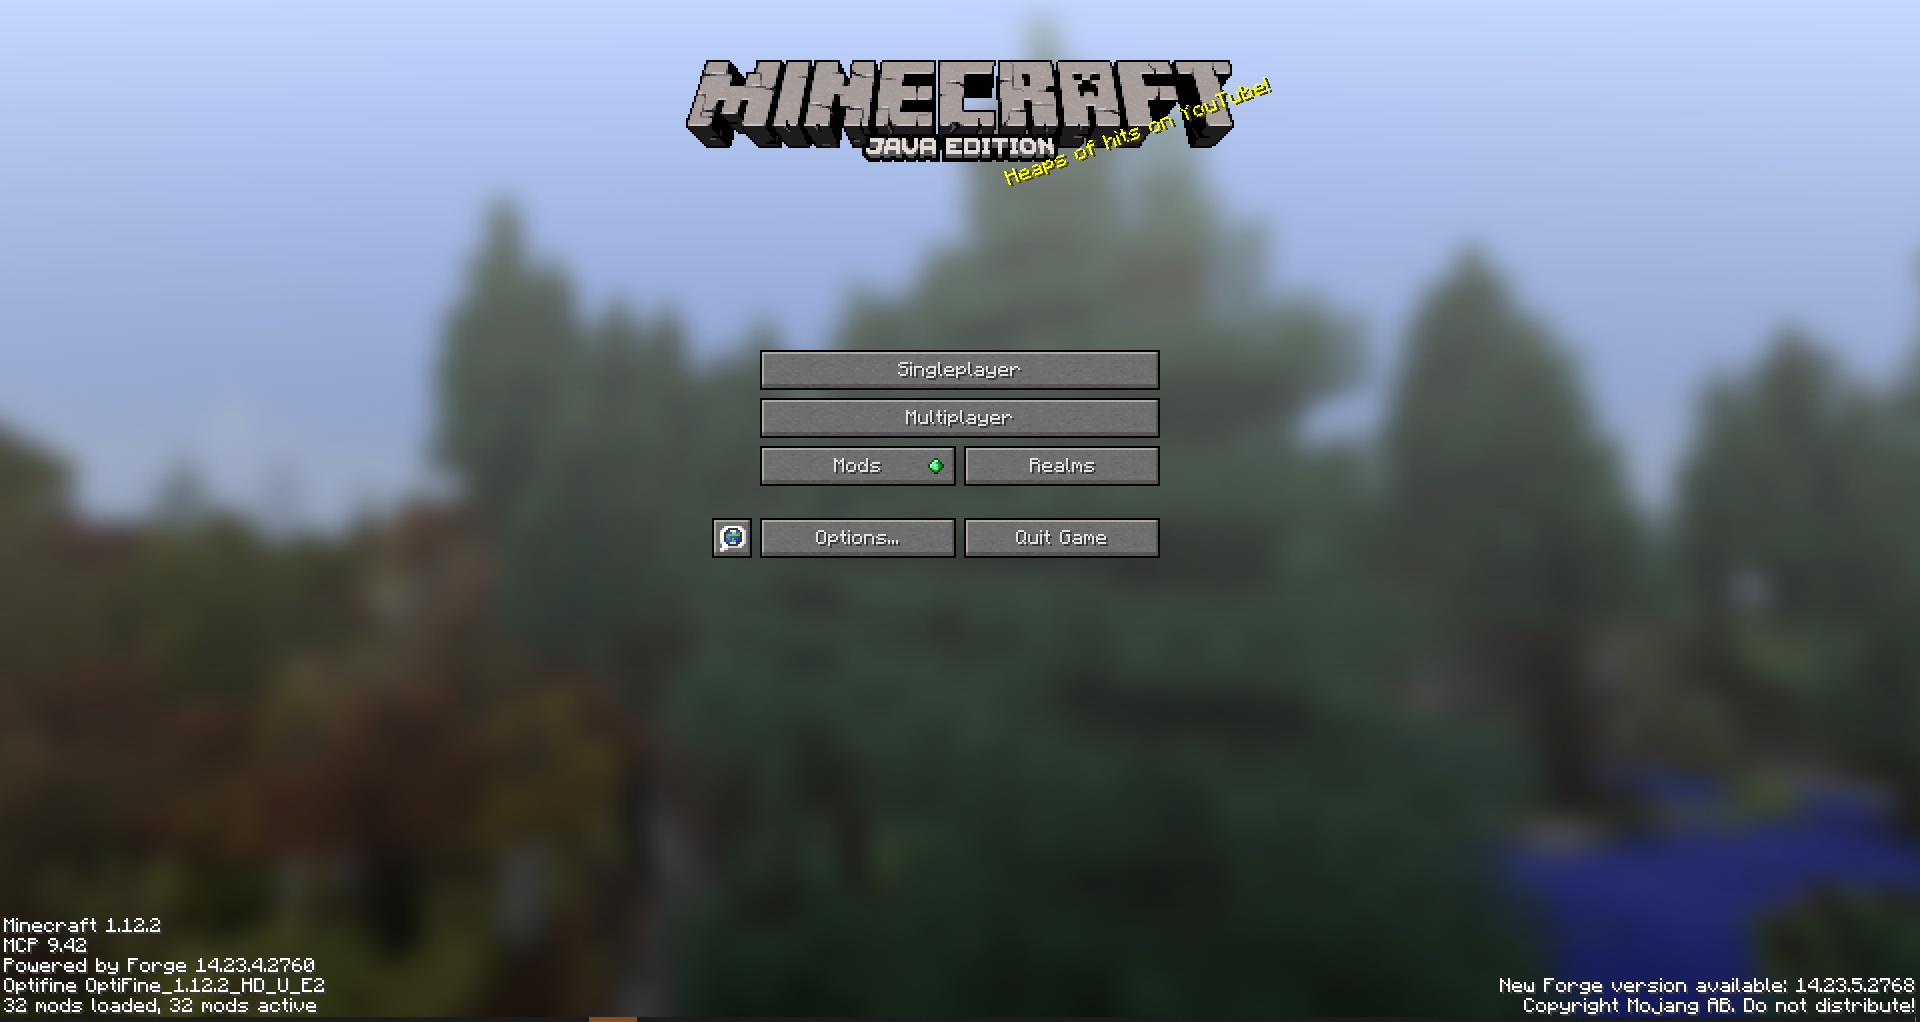 MINECRAFT
JAVA EDITION
Heaps of hits on YouTube!
Singleplayer
Multiplayer
Mods
Realms
Options...
Quit Game
Minecraft 1.12.2
MCP 9.42
Powered by Forge 14.23.4.2760
Optifine OptiFine_1.12.2_HD_U_E2
32 mods loaded, 32 mods active
New Forge version available: 14.23.5.2768
Copyright Mojang AB. Do not distribute!